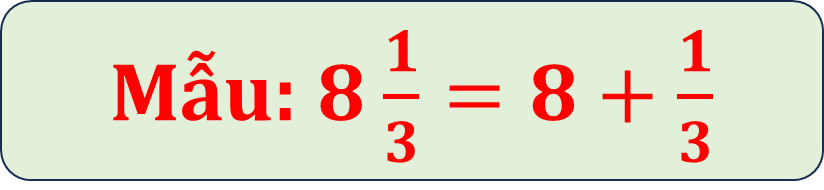 Mẫu: 8 1/3 = 8 + 1/3